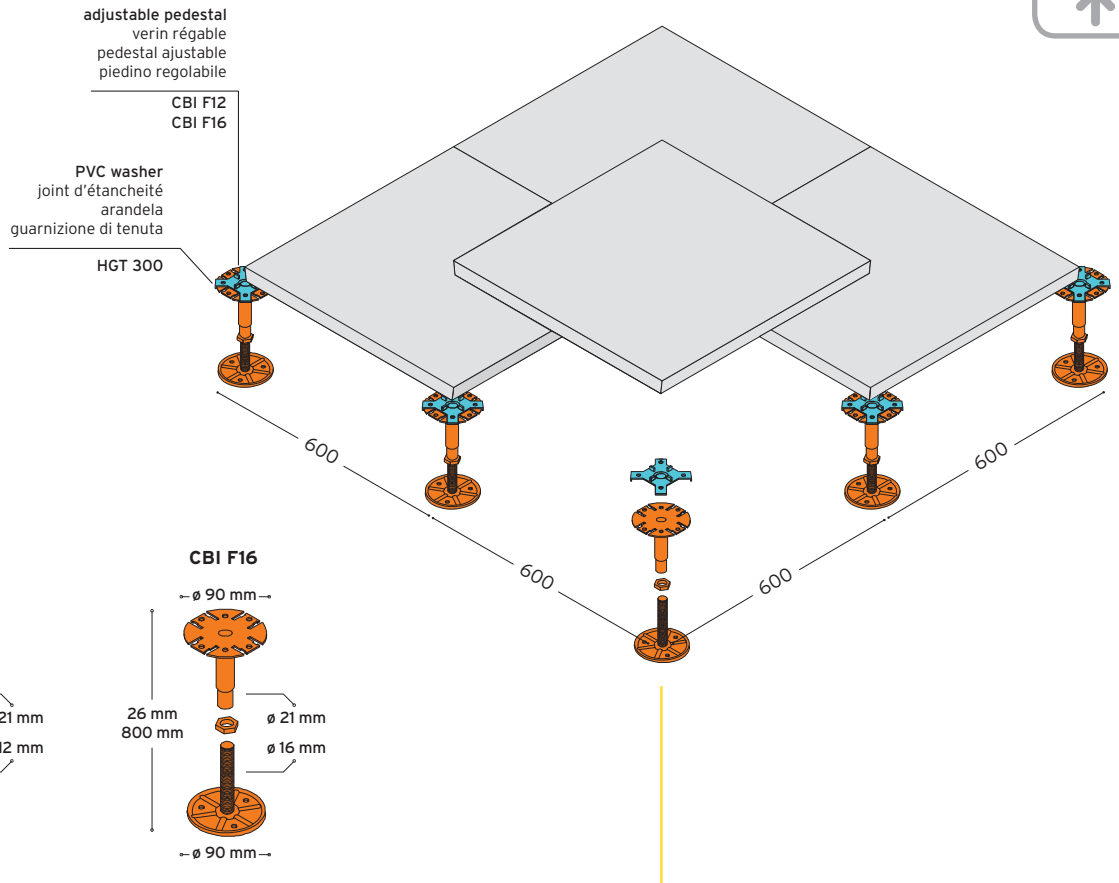 adjustable pedestal
verin régable
pedestal ajustable
piedino regolabile
CBI F12
CBI F16
PVC washer
joint d'étancheité
arandela
guarnizione di tenuta
HGT 300
600
600
600
600
CBI F16
ø 90 mm
26 mm
800 mm
ø 21 mm
ø 16 mm
ø 90 mm
21 mm
12 mm